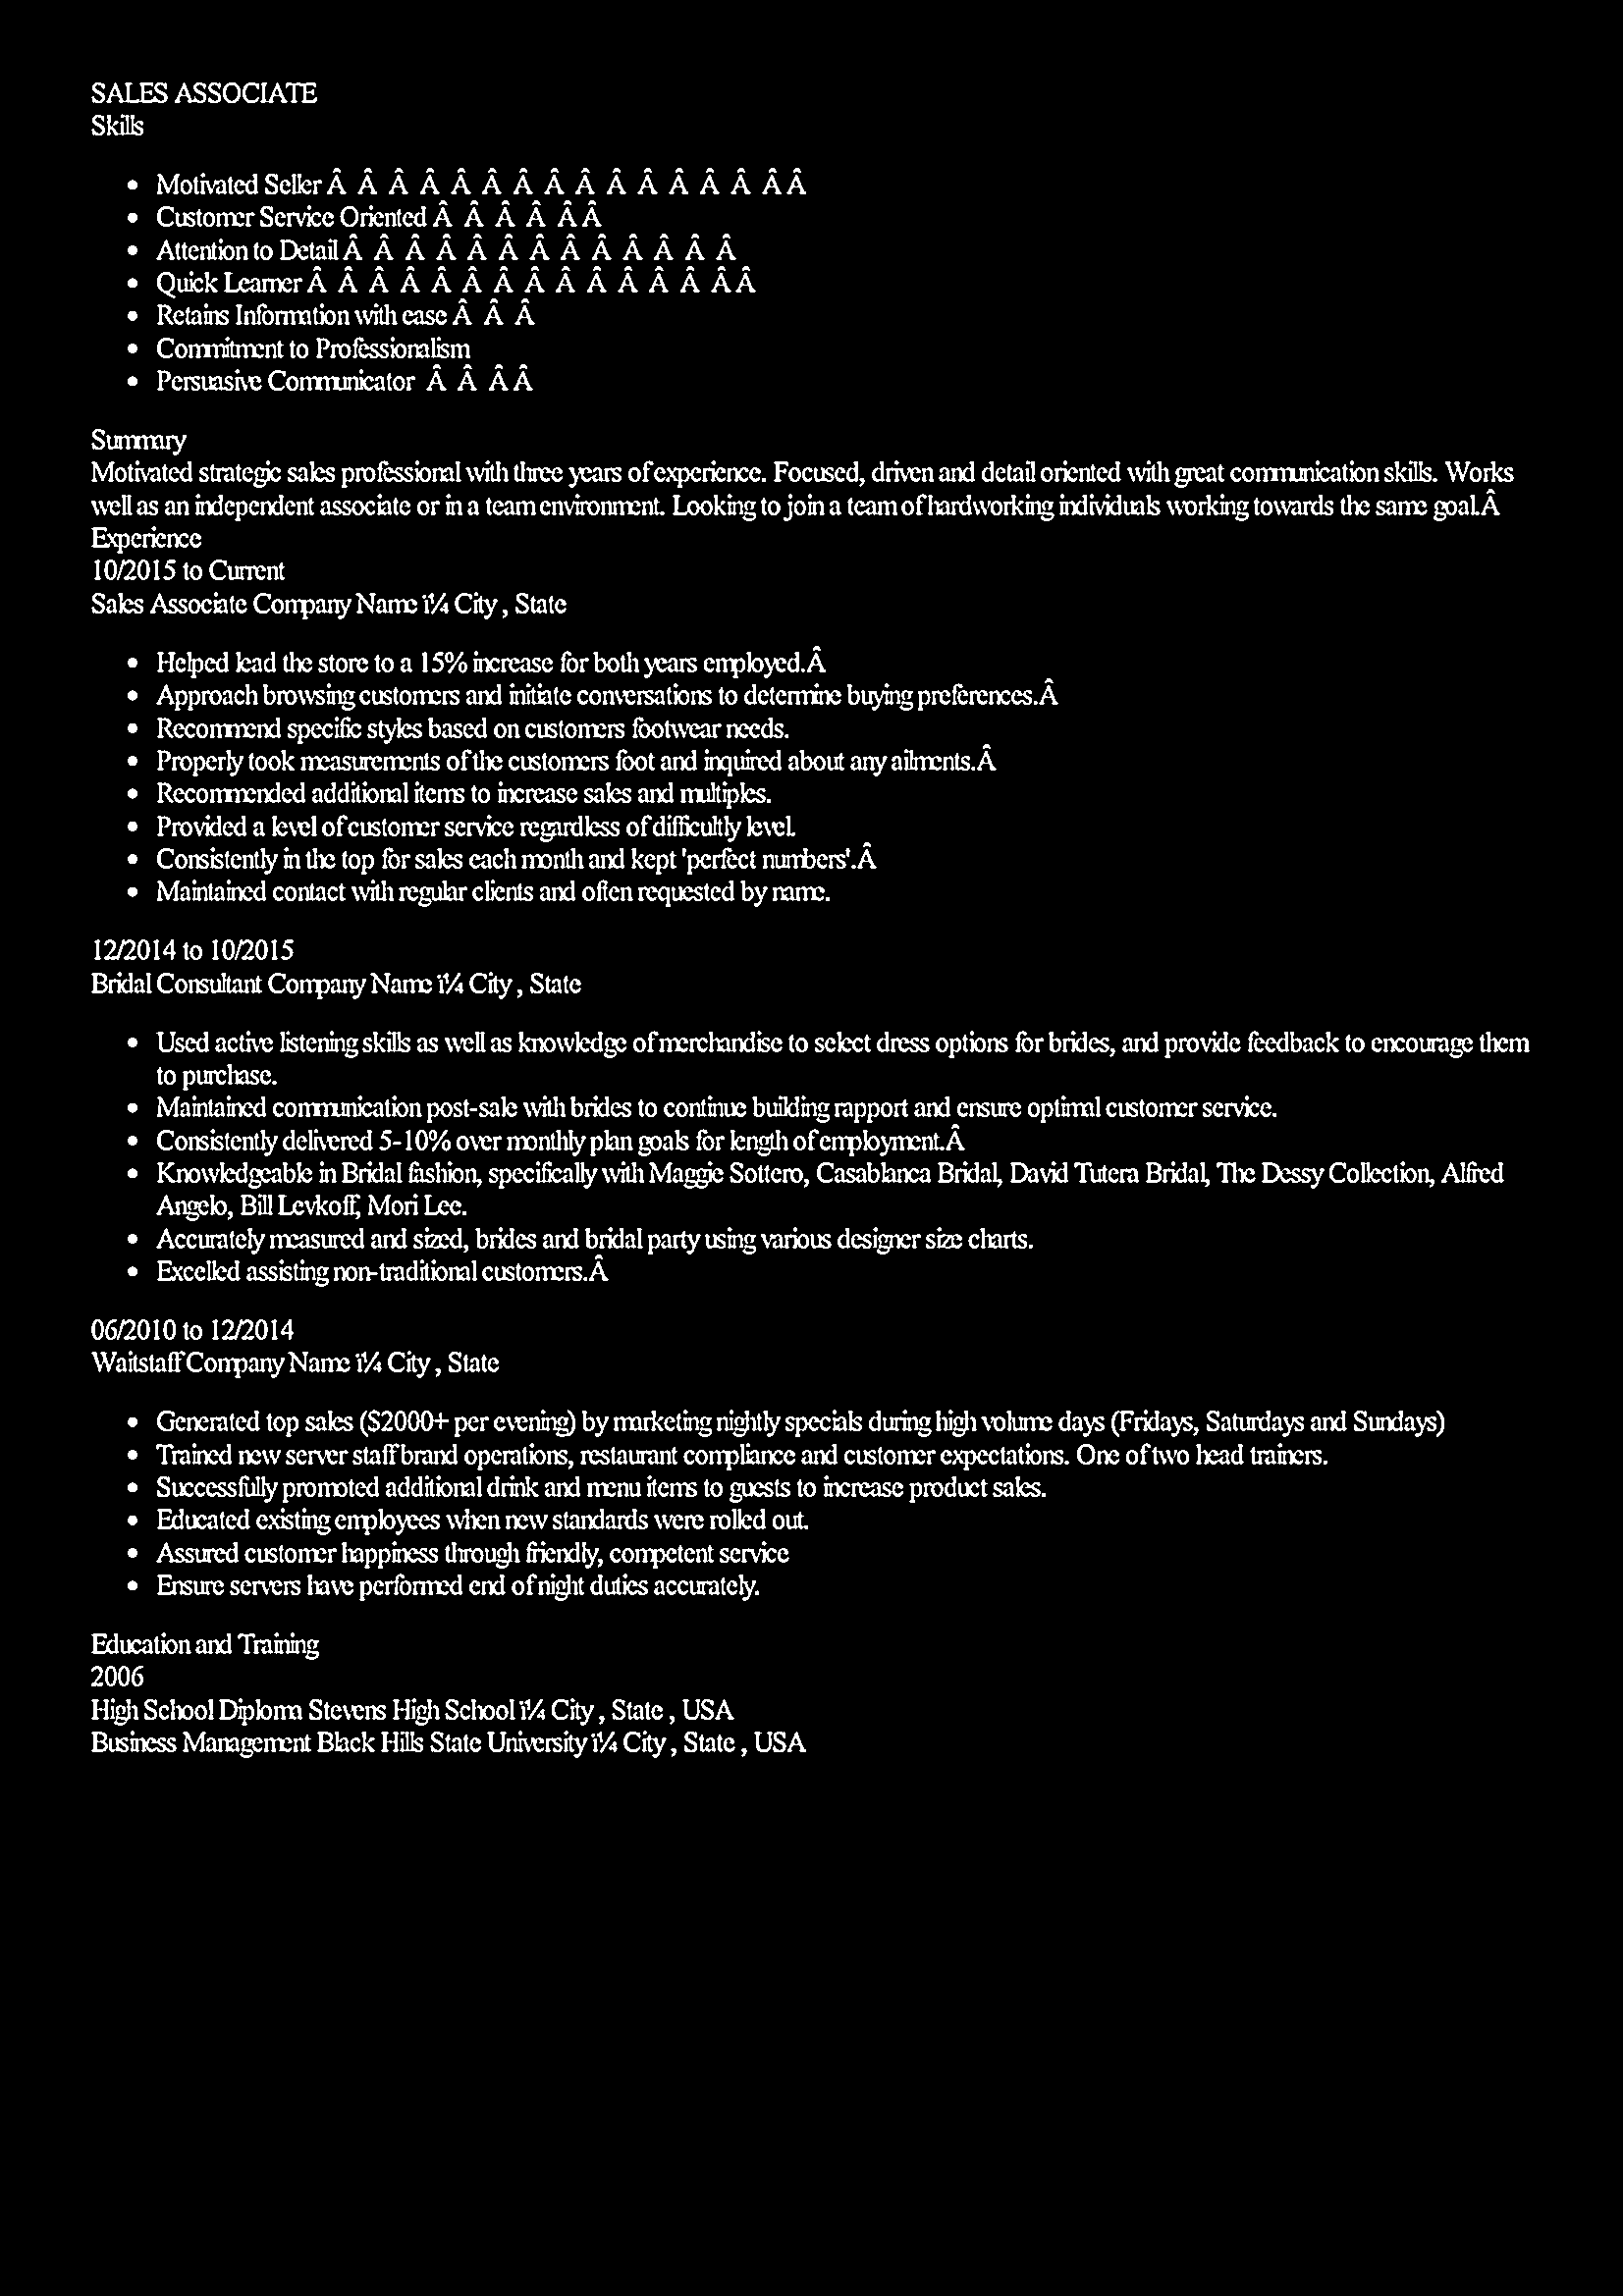 SALES ASSOCIATE
Skills
• Motivated Seller Â Â Â Â Â Â Â Â Â Â Â Â Â Â Â Â
• Customer Service Oriented Â Â Â Â Â Â
• Attention to Detail Â Â Â Â Â Â Â Â Â Â Â Â Â
• Quick Learner Â Â Â Â Â Â Â Â Â Â Â Â Â Â Â
• Retains Information with ease Â Â Â
• Commitment to Professionalism
• Persuasive Communicator Â Â Â Â
Summary
Motivated strategic sales professional with three years of experience. Focused, driven and detail oriented with great communication skills. Works
well as an independent associate or in a team environment. Looking to join a team of hardworking individuals working towards the same goal.Â
Experience
10/2015 to Current
Sales Associate Company Name ï¼ City , State
• Helped lead the store to a 15% increase for both years employed.Â
• Approach browsing customers and initiate conversations to determine buying preferences.Â
• Recommend specific styles based on customers footwear needs.
• Properly took measurements of the customers foot and inquired about any ailments.Â
• Recommended additional items to increase sales and multiples.
• Provided a level of customer service regardless of difficultly level.
• Consistently in the top for sales each month and kept 'perfect numbers'.Â
• Maintained contact with regular clients and often requested by name.
12/2014 to 10/2015
Bridal Consultant Company Name ï¼ City , State
• Used active listening skills as well as knowledge of merchandise to select dress options for brides, and provide feedback to encourage them
to purchase.
• Maintained communication post-sale with brides to continue building rapport and ensure optimal customer service.
• Consistently delivered 5-10% over monthly plan goals for length of employment.Â
• Knowledgeable in Bridal fashion, specifically with Maggie Sottero, Casablanca Bridal, David Tutera Bridal, The Dessy Collection, Alfred
Angelo, Bill Levkoff, Mori Lee.
• Accurately measured and sized, brides and bridal party using various designer size charts.
• Excelled assisting non-traditional customers.Â
06/2010 to 12/2014
Waitstaff Company Name ï¼ City , State
• Generated top sales ($2000+ per evening) by marketing nightly specials during high volume days (Fridays, Saturdays and Sundays)
• Trained new server staff brand operations, restaurant compliance and customer expectations. One of two head trainers.
• Successfully promoted additional drink and menu items to guests to increase product sales.
• Educated existing employees when new standards were rolled out.
• Assured customer happiness through friendly, competent service
• Ensure servers have performed end of night duties accurately.
Education and Training
2006
High School Diploma Stevens High School ï¼ City , State , USA
Business Management Black Hills State University ï¼ City , State , USA